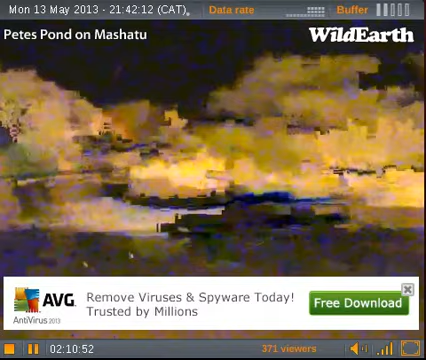 Mon 13 May 2013 - 21:42:12 (CAT) Data rate Buffer
Petes Pond on Mashatu WildEarth
AVG
AntiVirus 2013
Remove Viruses & Spyware Today!
Trusted by Millions
Free Download
02:10:52 371 viewers